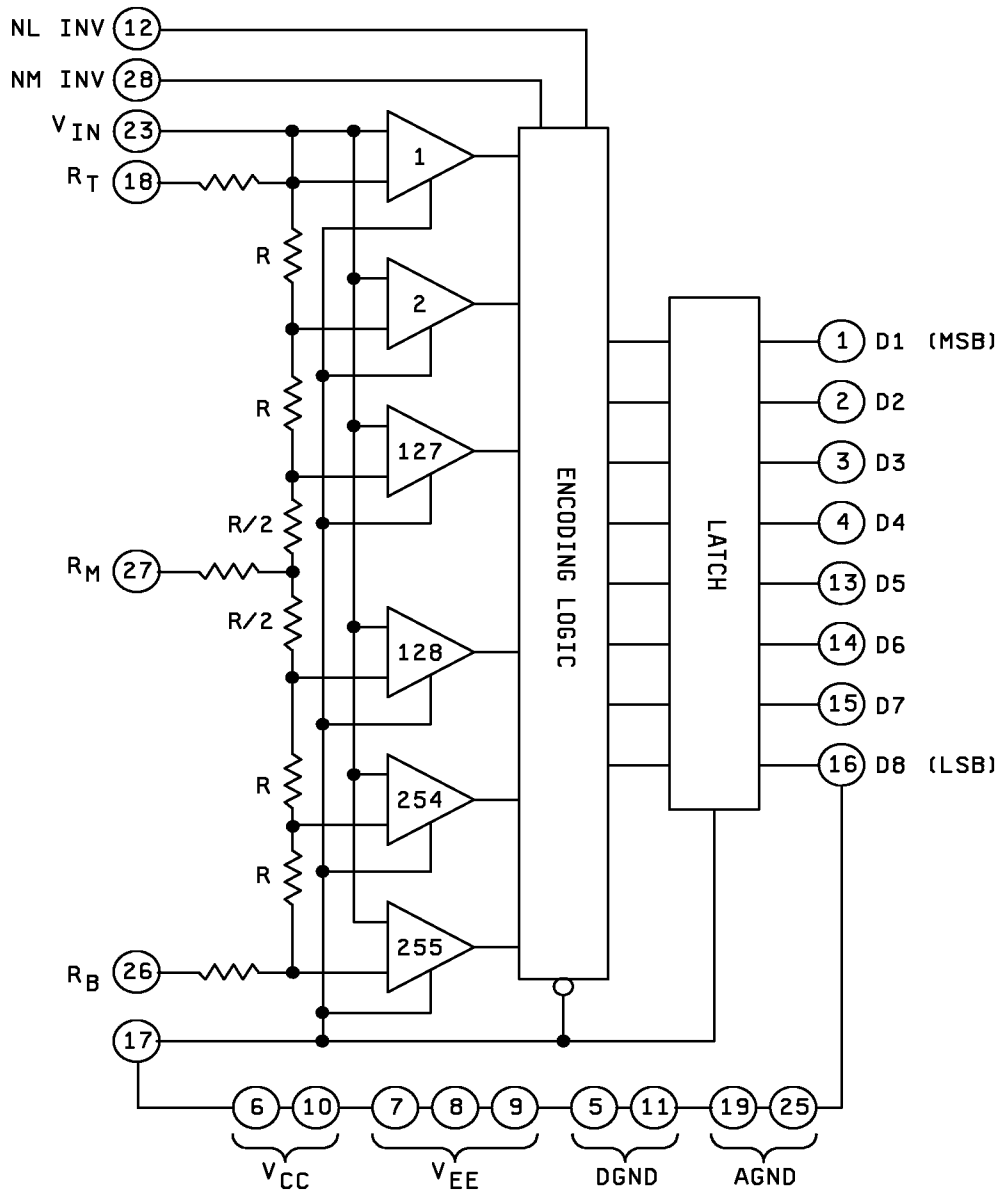 NL INV 12
NM INV 28
VIN 23
RT 18
1
R
2
1 D1 (MSB)
2 D2
R
127
3 D3
ENCODING LOGIC
LATCH
R/2
4 D4
RM 27
13 D5
R/2
128
14 D6
15 D7
R
254
16 D8 (LSB)
R
255
RB 26
17
6 10 7 8 9 5 11 19 25
VCC VEE DGND AGND